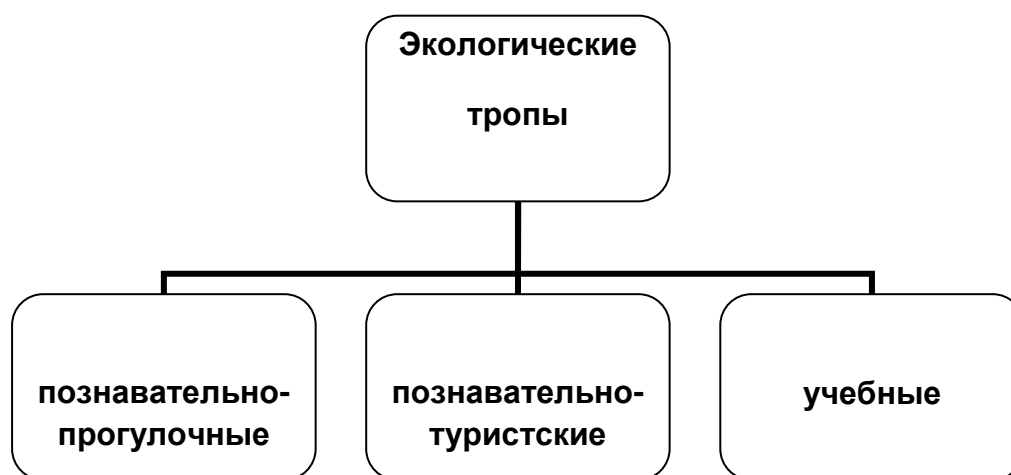 Экологические
тропы
познавательно-
прогулочные
познавательно-
туристские
учебные